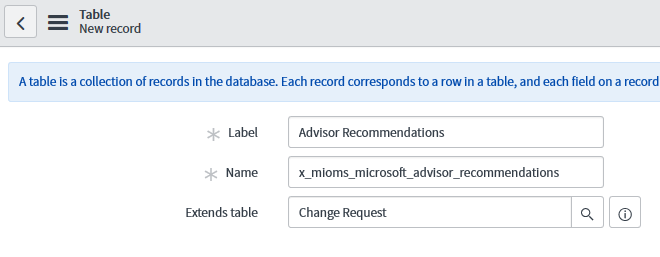 Table
New record
A table is a collection of records in the database. Each record corresponds to a row in a table, and each field on a record
Label
Advisor Recommendations
Name
x_mioms_microsoft_advisor_recommendations
Extends table
Change Request